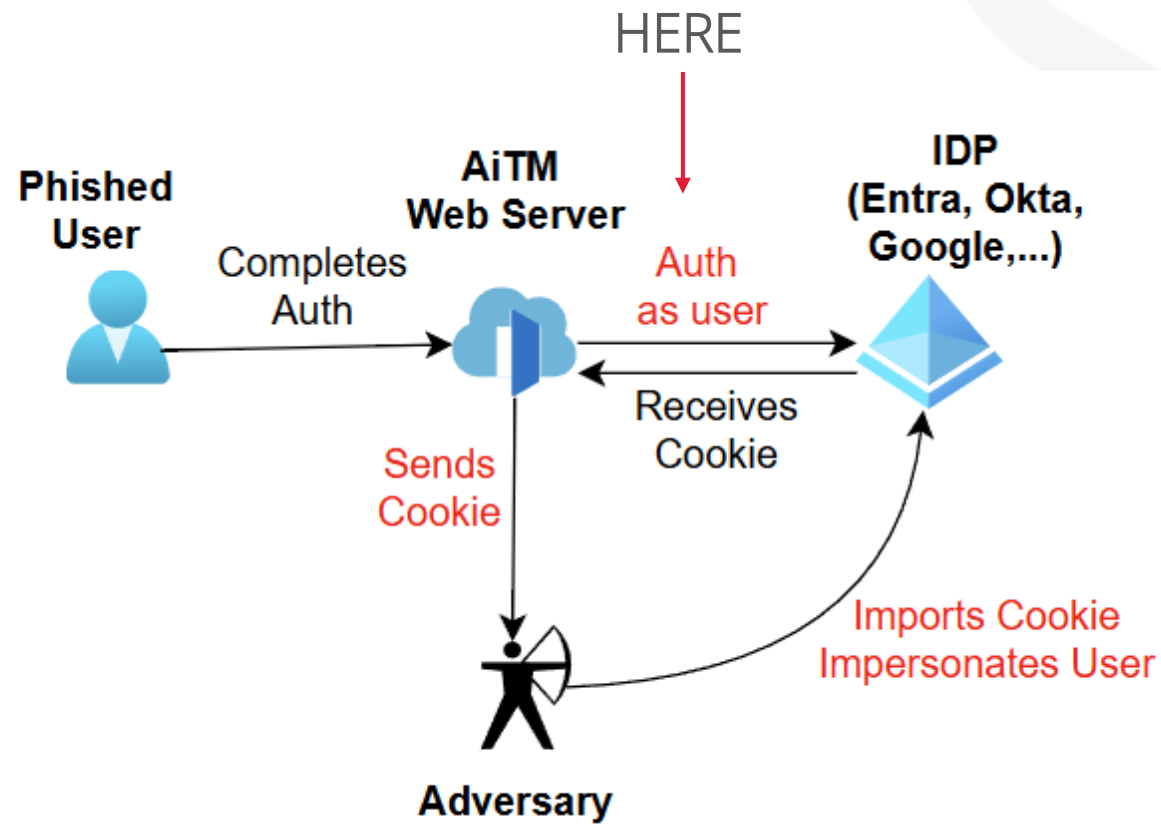 HERE
Phished
User
Completes
Auth
AiTM
Web Server
Auth
as user
IDP
(Entra, Okta,
Google,...)
Receives
Cookie
Sends
Cookie
Imports Cookie
Impersonates User
Adversary